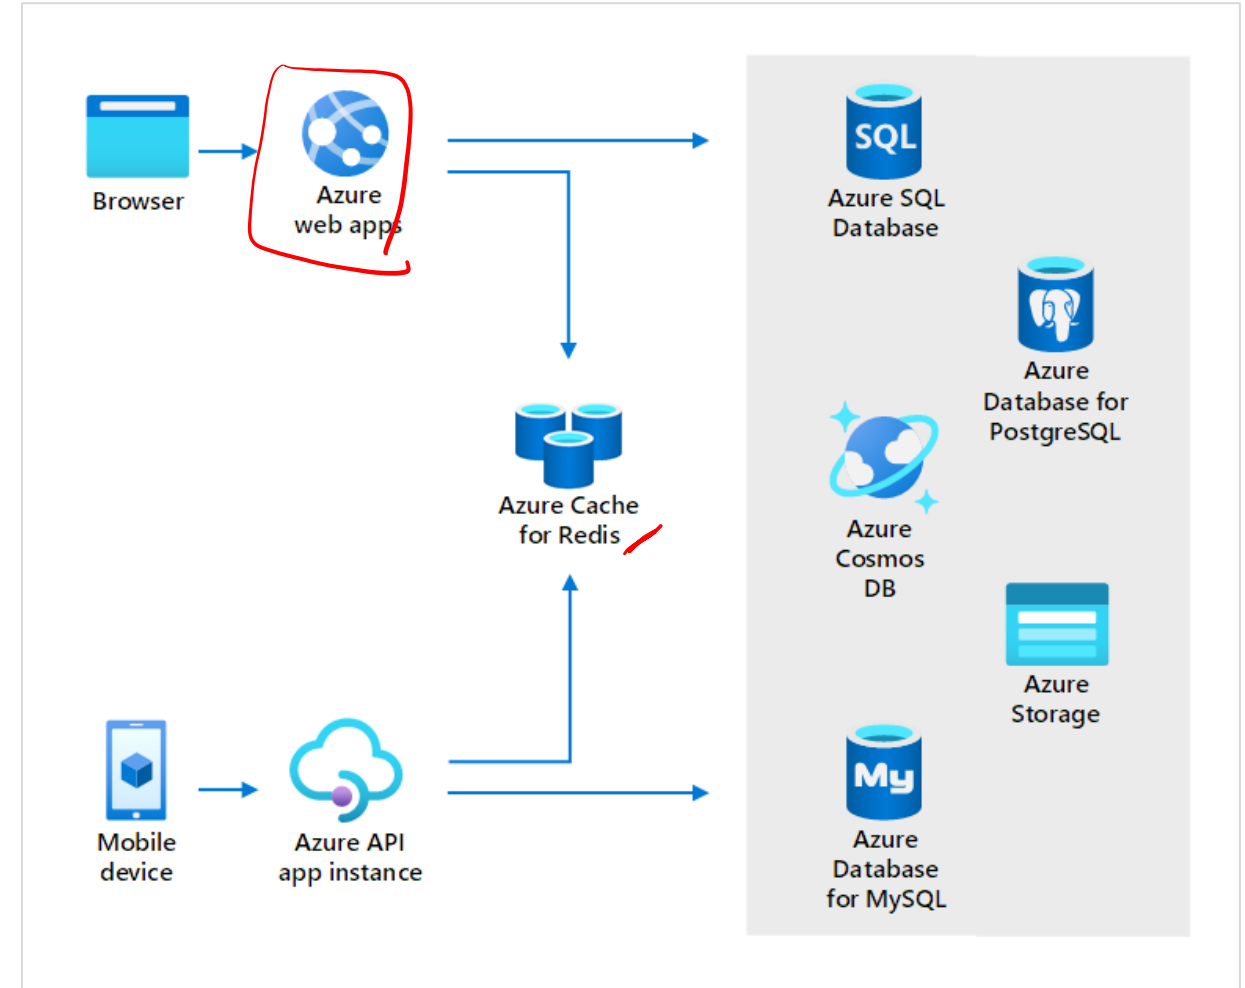 Browser
Azure
web apps
SQL
Azure SQL
Database
Azure
Database for
PostgreSQL
Azure Cache
for Redis
Azure
Cosmos
DB
Azure
Storage
Mobile
device
Azure API
app instance
My
Azure
Database
for MySQL